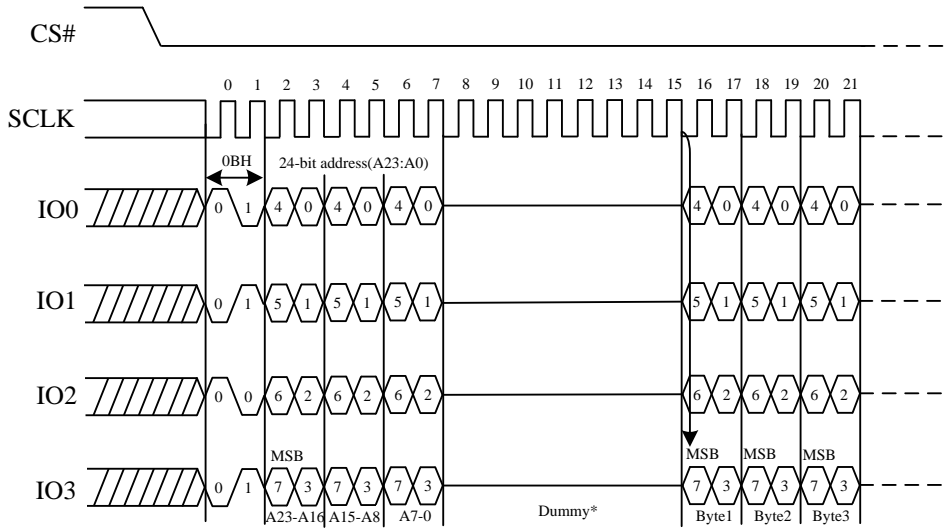 CS#
0 1 2 3 4 5 6 7 8 9 10 11 12 13 14 15 16 17 18 19 20 21
SCLK
0BH 24-bit address(A23:A0)
IO0 0 1 4 0 4 0 4 0 4 0 4 0 4 0
IO1 0 1 5 1 5 1 5 1 5 1 5 1 5 1
IO2 0 0 6 2 6 2 6 2 6 2 6 2 6 2
MSB MSB MSB MSB
IO3 0 1 7 3 7 3 7 3 7 3 7 3 7 3
A23-A16 A15-A8 A7-0 Dummy* Byte1 Byte2 Byte3